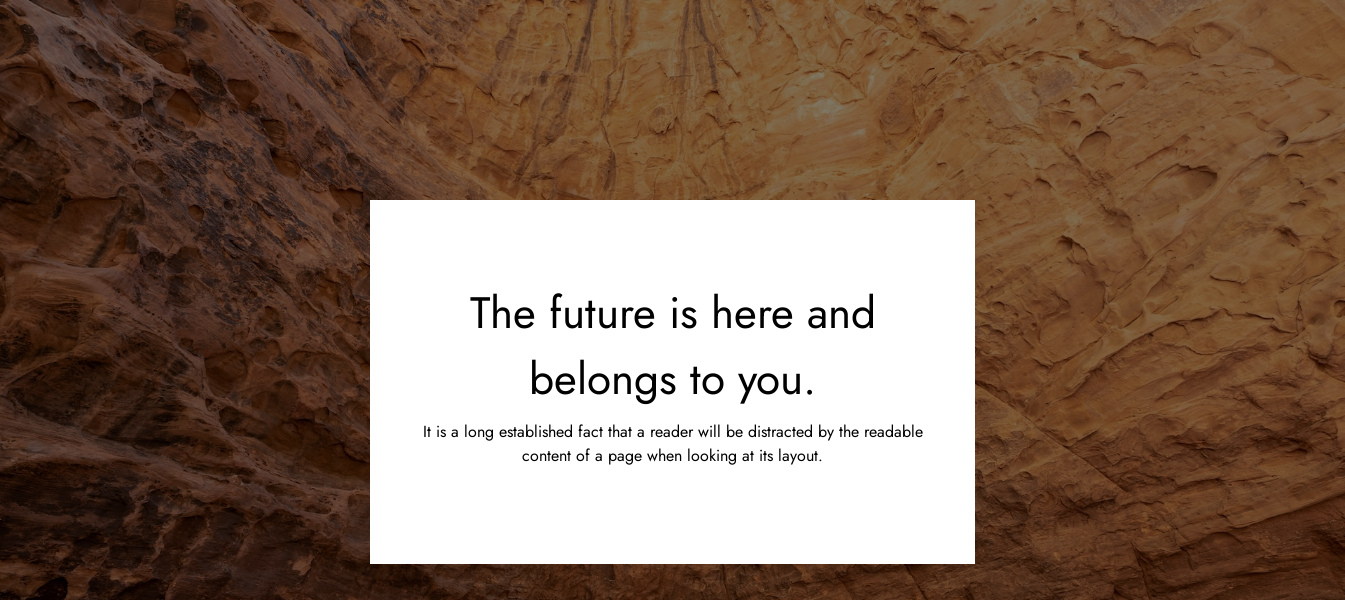 The future is here and
belongs to you.
It is a long established fact that a reader will be distracted by the readable
content of a page when looking at its layout.